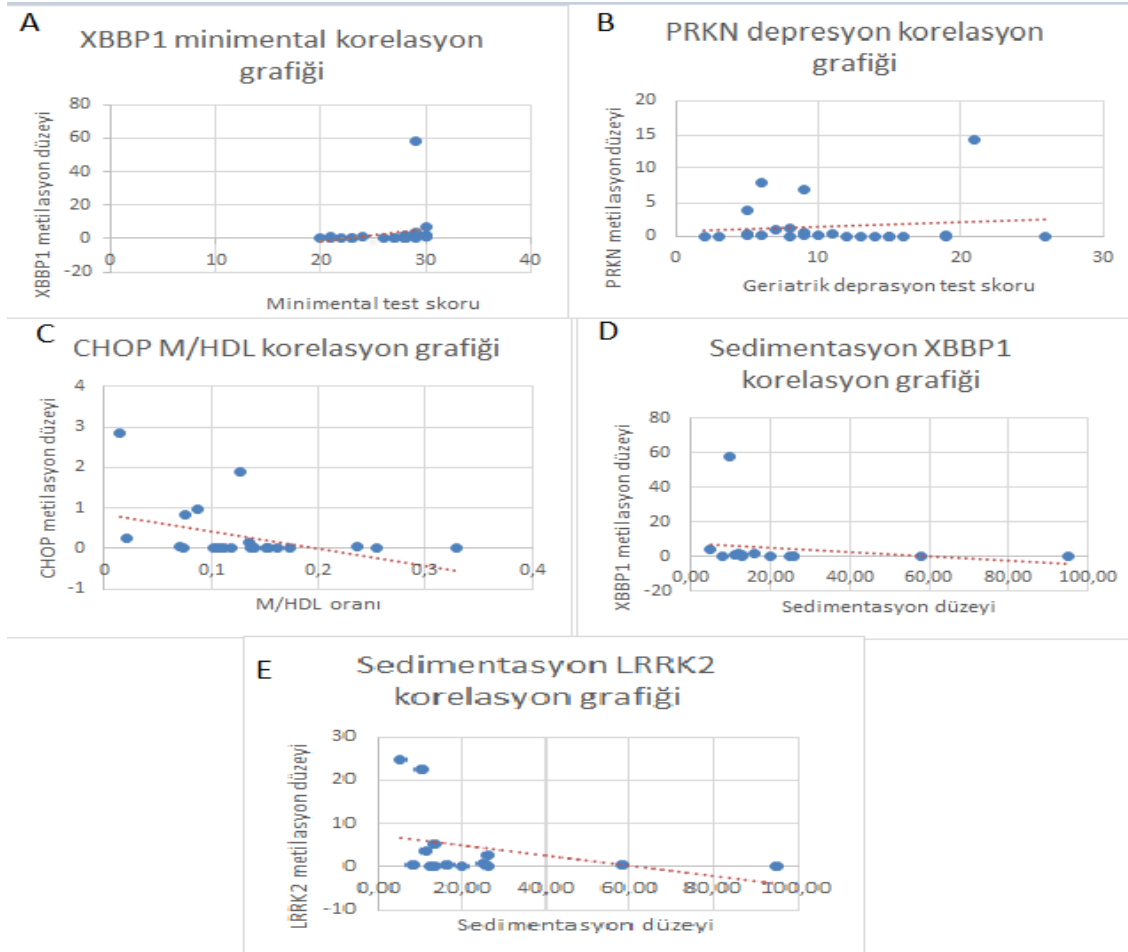 A
XBBP1 minimental korelasyon
grafiği
XBBP1 metilasyon düzeyi
80
60
40
20
0
-20
0
10
20
30
40
Minimental test skoru
B
PRKN depresyon korelasyon
grafiği
PRKN metilasyon düzeyi
20
15
10
5
0
0
10
20
30
Geriatrik deprasyon test skoru
C
CHOP M/HDL korelasyon grafiği
CHOP metilasyon düzeyi
4
3
2
1
0
-1
0
0,1
0,2
0,3
0,4
M/HDL oranı
D
Sedimentasyon XBBP1
korelasyon grafiği
XBBP1 metilasyon düzeyi
80
60
40
20
0
-20
0,00
20,00
40,00
60,00
80,00
100,00
Sedimentasyon düzeyi
E
Sedimentasyon LRRK2
korelasyon grafiği
LRRK2 metilasyon düzeyi
30
20
10
0
-10
0,00
20,00
40,00
60,00
80,00
100,00
Sedimentasyon düzeyi